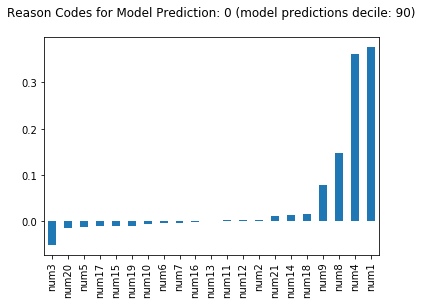 Reason Codes for Model Prediction: 0 (model predictions decile: 90)
0.3
0.2
0.1
0.0
num3
num20
num5
num17
num15
num19
num10
num6
num7
num16
num13
num11
num12
num2
num21
num14
num18
num9
num8
num4
num1